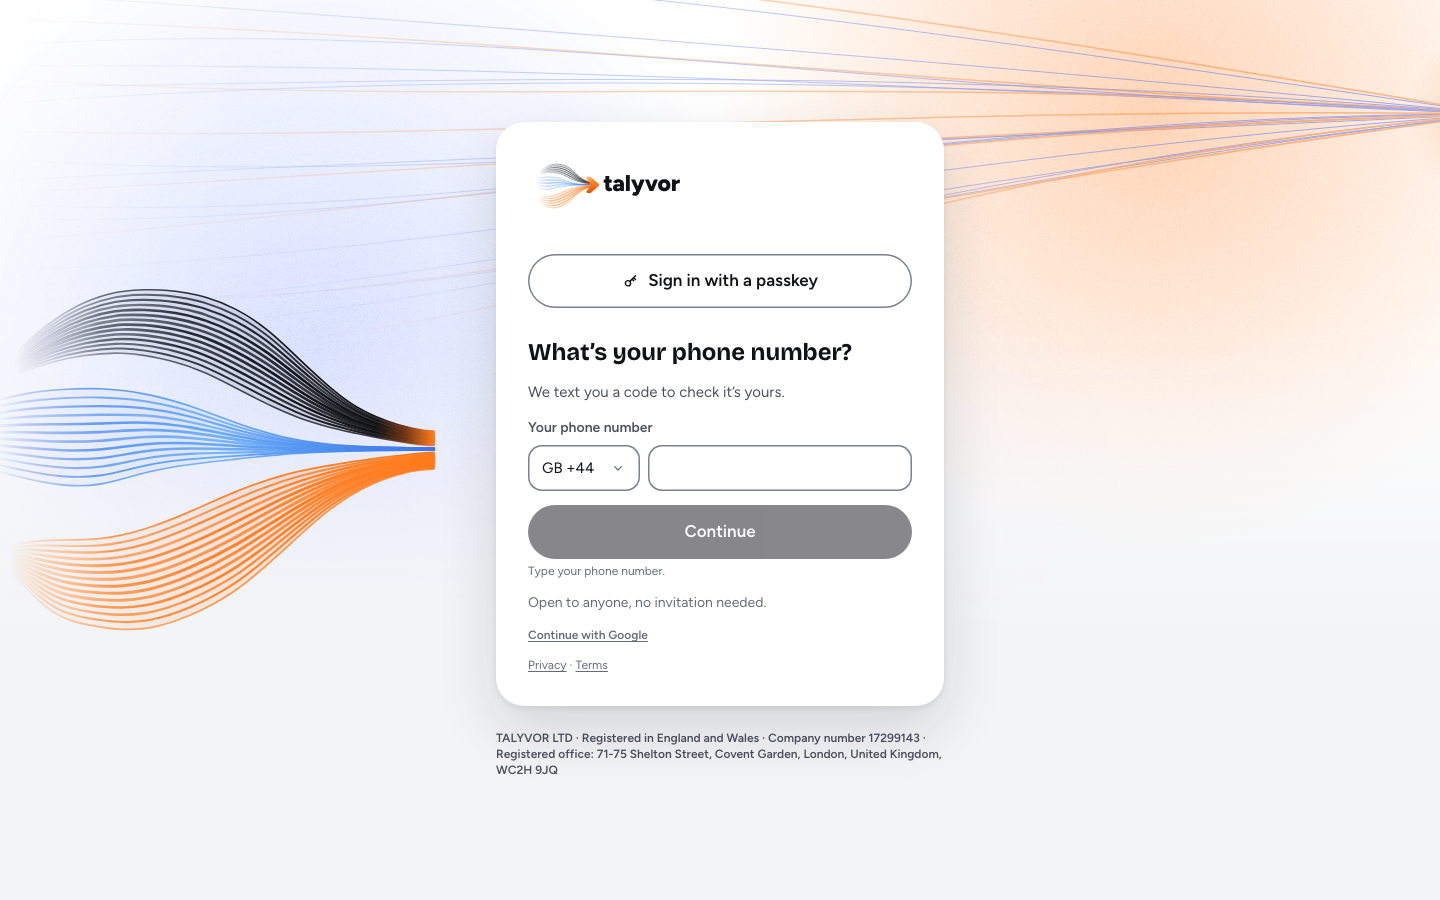 talyvor
Sign in with a passkey
What's your phone number?
We text you a code to check it's yours.
Your phone number
GB +44
Continue
Type your phone number.
Open to anyone, no invitation needed.
Continue with Google
Privacy · Terms
TALYVOR LTD · Registered in England and Wales · Company number 17299143 ·
Registered office: 71-75 Shelton Street, Covent Garden, London, United Kingdom,
WC2H 9JQ